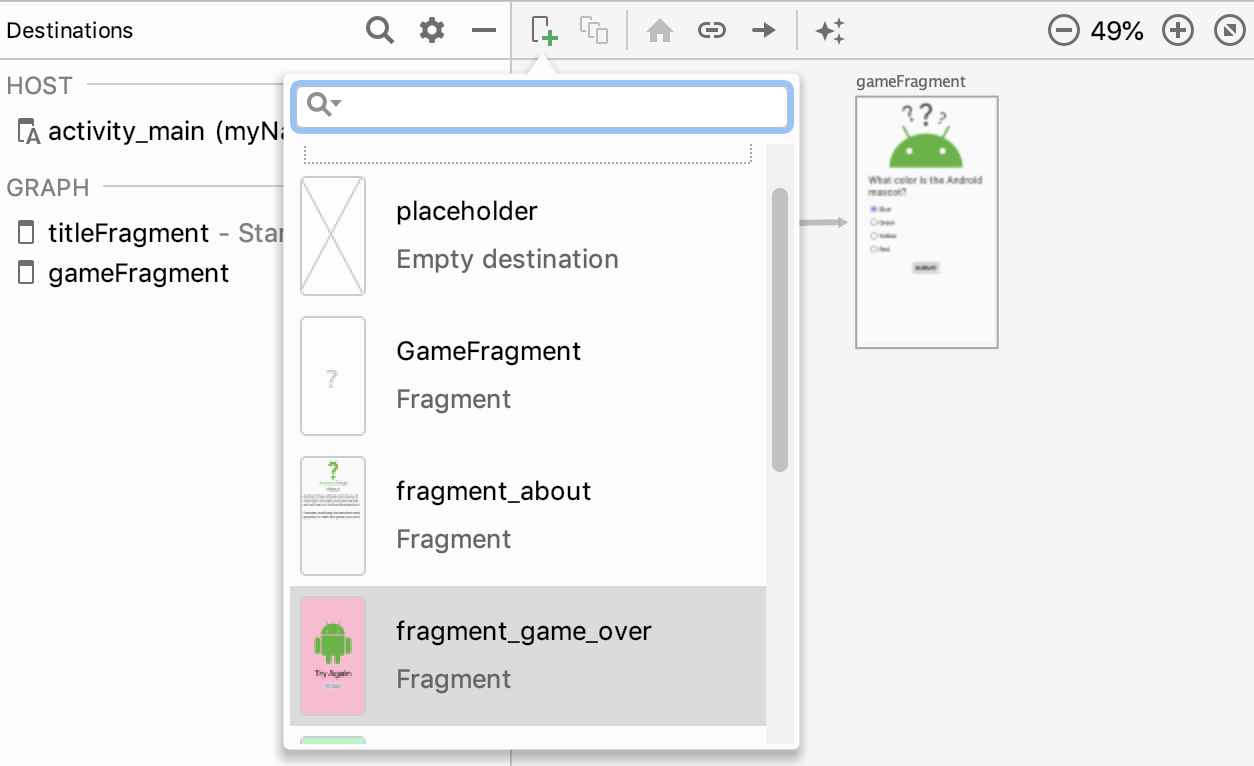 Destinations
49%
HOST
activity_main (myNa
GRAPH
titleFragment - Star
gameFragment
placeholder
Empty destination
?
GameFragment
Fragment
?
fragment_about
Fragment
Try Again
fragment_game_over
Fragment
gameFragment
? ? ?
What color is the Android
mascot?
Blue
Green
Yellow
Red
SUBMIT